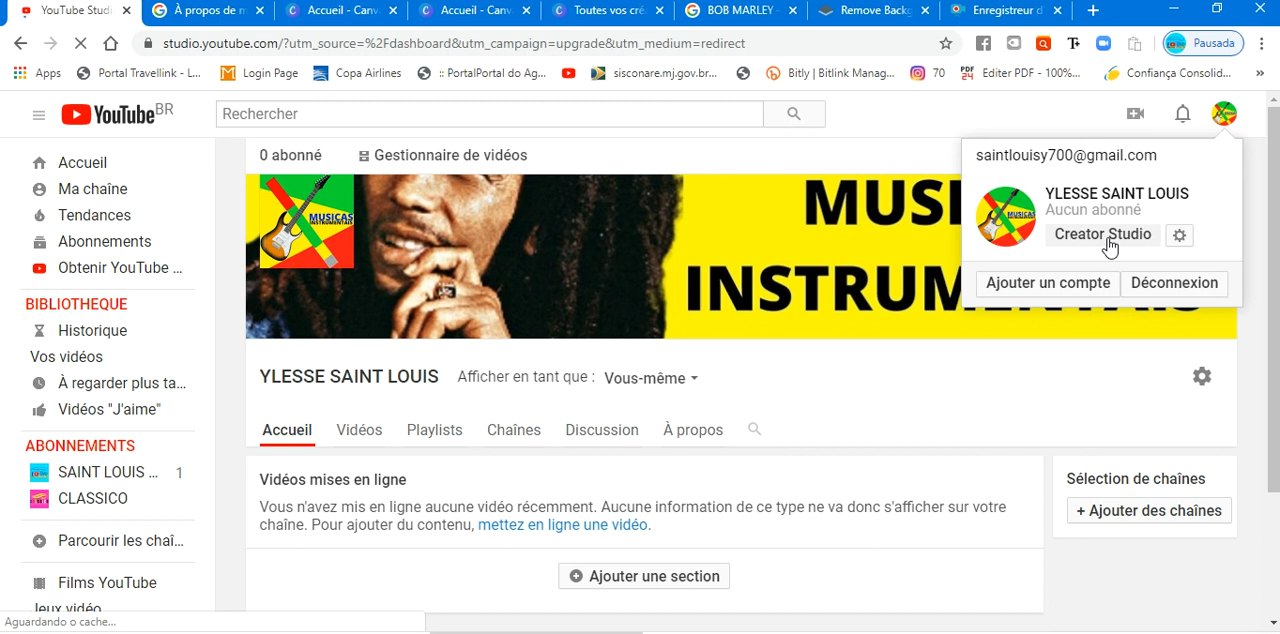 YouTube Studi
À propos de m
Accueil - Canv
Accueil - Canv
Toutes vos cré
BOB MARLEY -
Remove Backg
Enregistreur d
studio.youtube.com/?utm_source=%2Fdashboard&utm_campaign=upgrade&utm_medium=redirect
Pausada
Apps
Portal Travellink - L...
Login Page
Copa Airlines
:: PortalPortal do Ag...
sisconare.mj.gov.br...
Bitly | Bitlink Manag...
70
Editer PDF - 100%...
Confiança Consolid...
YouTube BR
Rechercher
saintlouisy700@gmail.com
YLESSE SAINT LOUIS
Aucun abonné
Creator Studio
Ajouter un compte
Déconnexion
Accueil
Ma chaîne
Tendances
Abonnements
Obtenir YouTube ...
BIBLIOTHEQUE
Historique
Vos vidéos
À regarder plus ta...
Vidéos "J'aime"
ABONNEMENTS
SAINT LOUIS ... 1
CLASSICO
Parcourir les chaî...
Films YouTube
Jeux vidéo
0 abonné
Gestionnaire de vidéos
MUSICAS
INSTRUMENTAIS
MUSI
INSTRUMENTAIS
YLESSE SAINT LOUIS
Afficher en tant que : Vous-même
Accueil
Vidéos
Playlists
Chaînes
Discussion
À propos
Vidéos mises en ligne
Vous n'avez mis en ligne aucune vidéo récemment. Aucune information de ce type ne va donc s'afficher sur votre
chaîne. Pour ajouter du contenu, mettez en ligne une vidéo.
Ajouter une section
Sélection de chaînes
+ Ajouter des chaînes
Aguardando o cache...